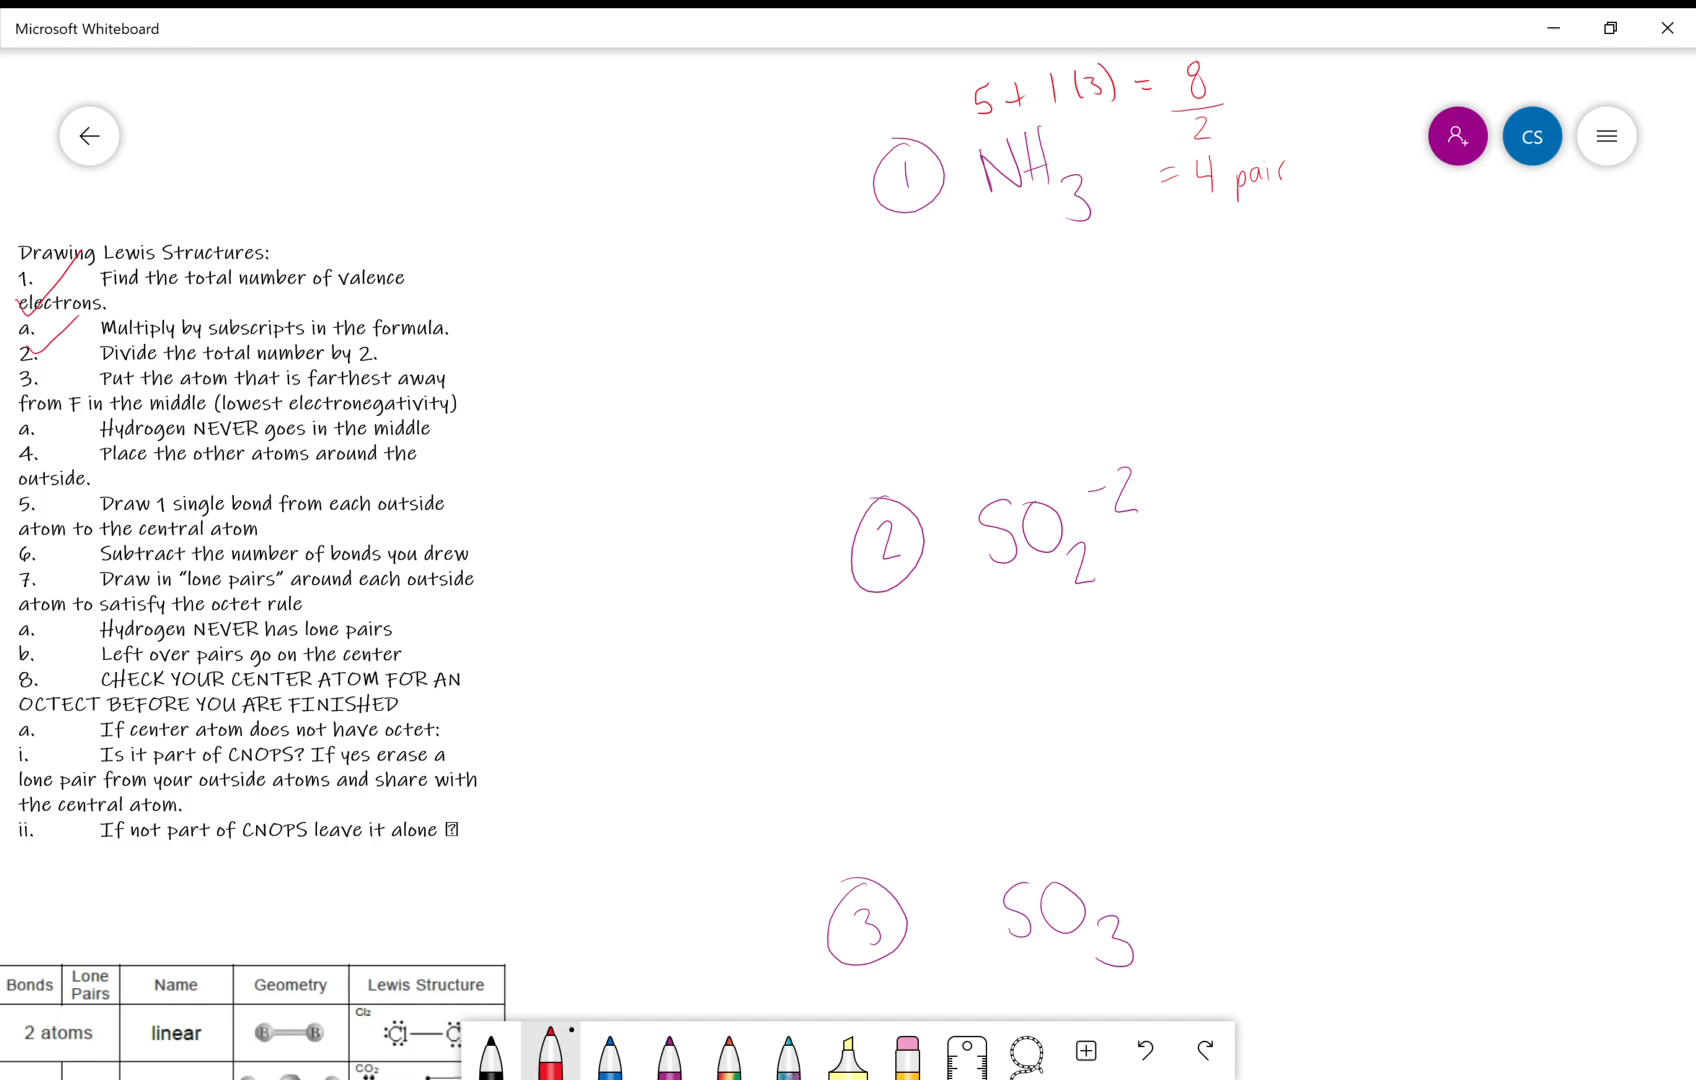 Microsoft Whiteboard
5 + 1(3) = 8
2
= 4 pair
1 NH3
CS
Drawing Lewis Structures:
1. Find the total number of valence
electrons.
a. Multiply by subscripts in the formula.
2. Divide the total number by 2.
3. Put the atom that is farthest away
from F in the middle (lowest electronegativity)
a. Hydrogen NEVER goes in the middle
4. Place the other atoms around the
outside.
5. Draw 1 single bond from each outside
atom to the central atom
6. Subtract the number of bonds you drew
7. Draw in "lone pairs" around each outside
atom to satisfy the octet rule
a. Hydrogen NEVER has lone pairs
b. Left over pairs go on the center
8. CHECK YOUR CENTER ATOM FOR AN
OCTECT BEFORE YOU ARE FINISHED
a. If center atom does not have octet:
i. Is it part of CNOPS? If yes erase a
lone pair from your outside atoms and share with
the central atom.
ii. If not part of CNOPS leave it alone
2 SO2 -2
3 SO3
Bonds Lone Pairs Name Geometry Lewis Structure
2 atoms linear B B Cl2
Cl C
CO2